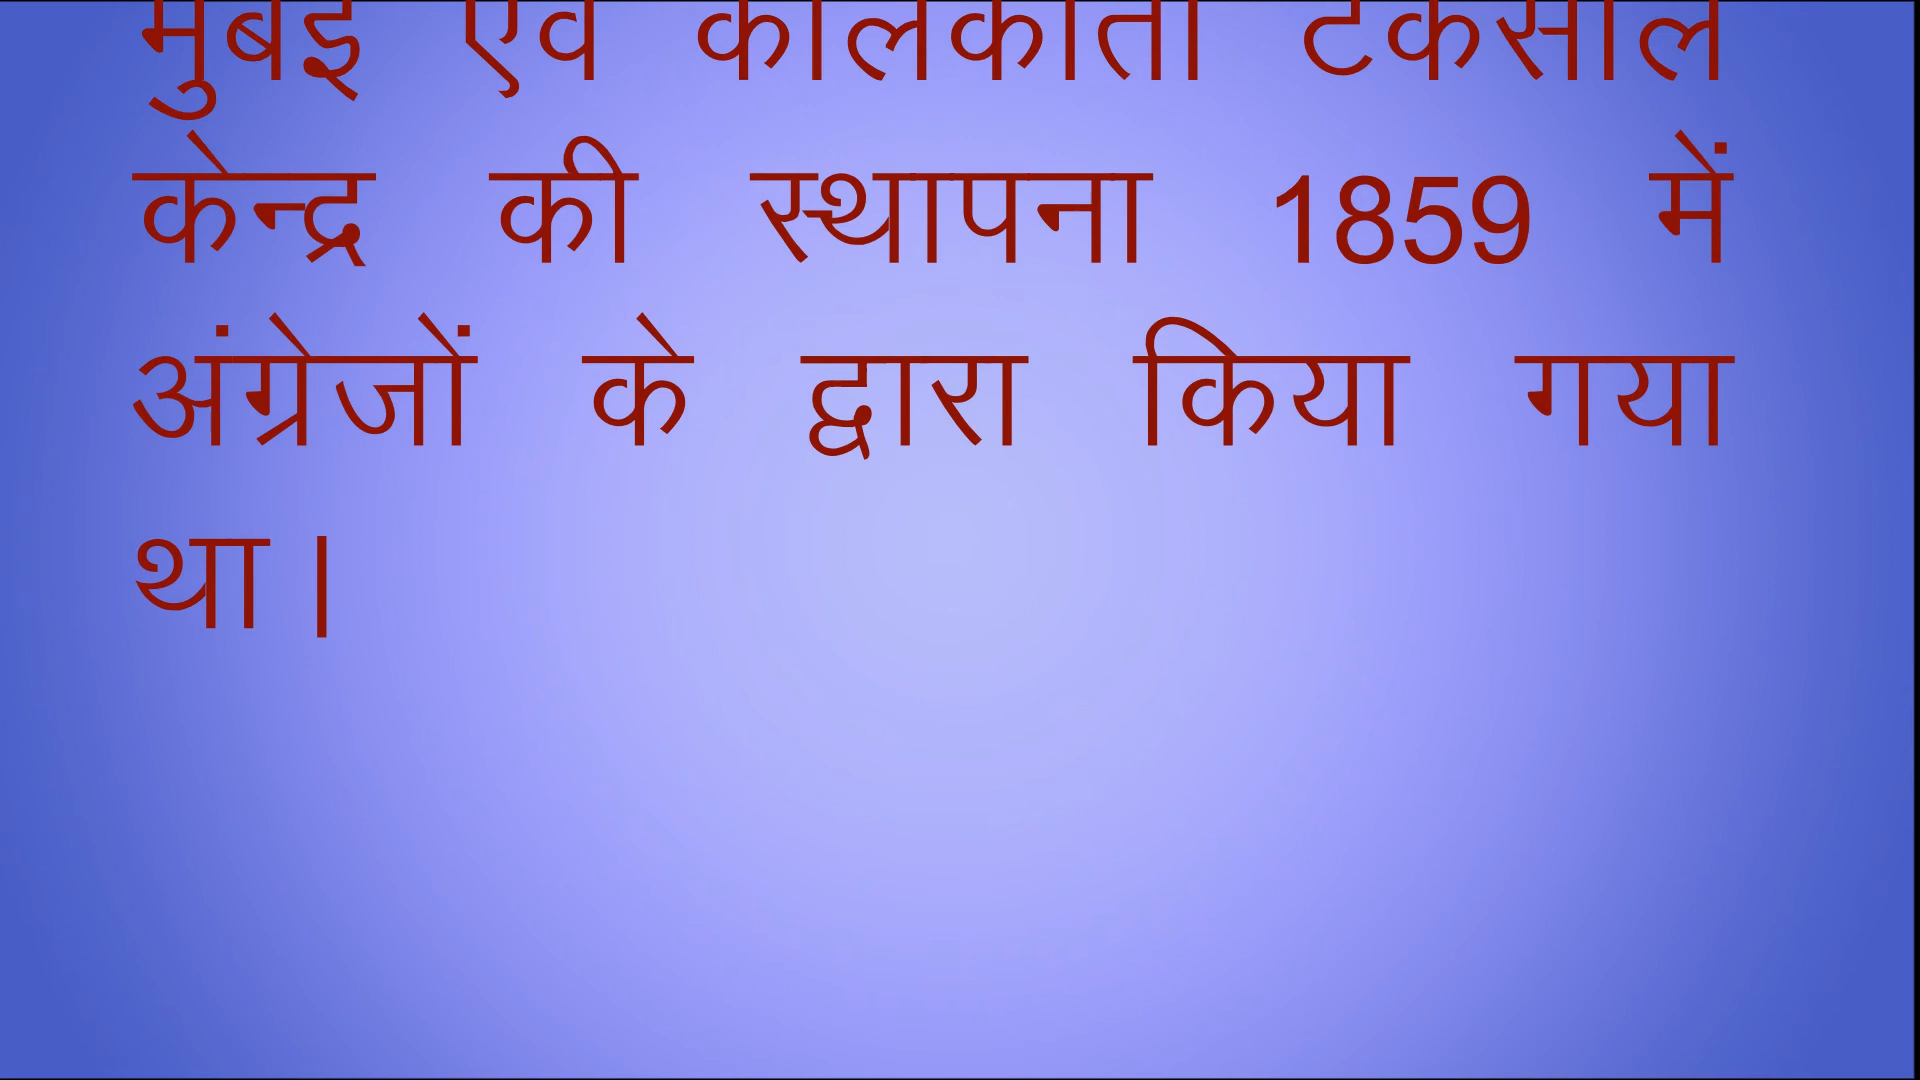 मुंबई एवं कोलकाता टकसाल
केन्द्र की स्थापना 1859 में
अंग्रेजों के द्वारा किया गया
था।